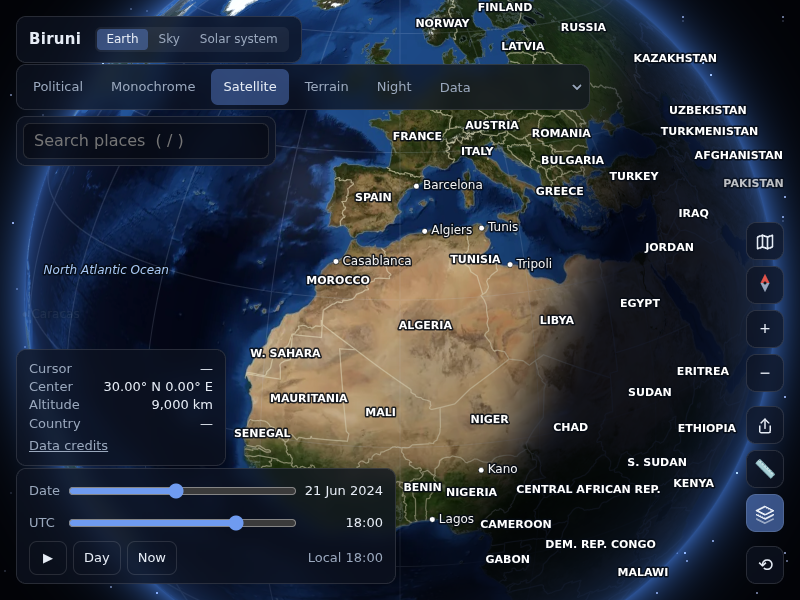 Biruni
Earth
Sky
Solar system
Political
Monochrome
Satellite
Terrain
Night
Data
Search places ( / )
FINLAND
NORWAY
RUSSIA
LATVIA
KAZAKHSTAN
UZBEKISTAN
TURKMENISTAN
AFGHANISTAN
PAKISTAN
AUSTRIA
FRANCE
ROMANIA
ITALY
BULGARIA
TURKEY
GREECE
SPAIN
Barcelona
IRAQ
Algiers
Tunis
JORDAN
Casablanca
TUNISIA
Tripoli
North Atlantic Ocean
MOROCCO
EGYPT
Caracas
ALGERIA
LIBYA
W. SAHARA
ERITREA
MAURITANIA
SUDAN
MALI
NIGER
CHAD
ETHIOPIA
SENEGAL
S. SUDAN
Kano
KENYA
BENIN
NIGERIA
CENTRAL AFRICAN REP.
Lagos
CAMEROON
DEM. REP. CONGO
GABON
MALAWI
Cursor —
Center 30.00° N 0.00° E
Altitude 9,000 km
Country —
Data credits
Date 21 Jun 2024
UTC 18:00
Day
Now
Local 18:00